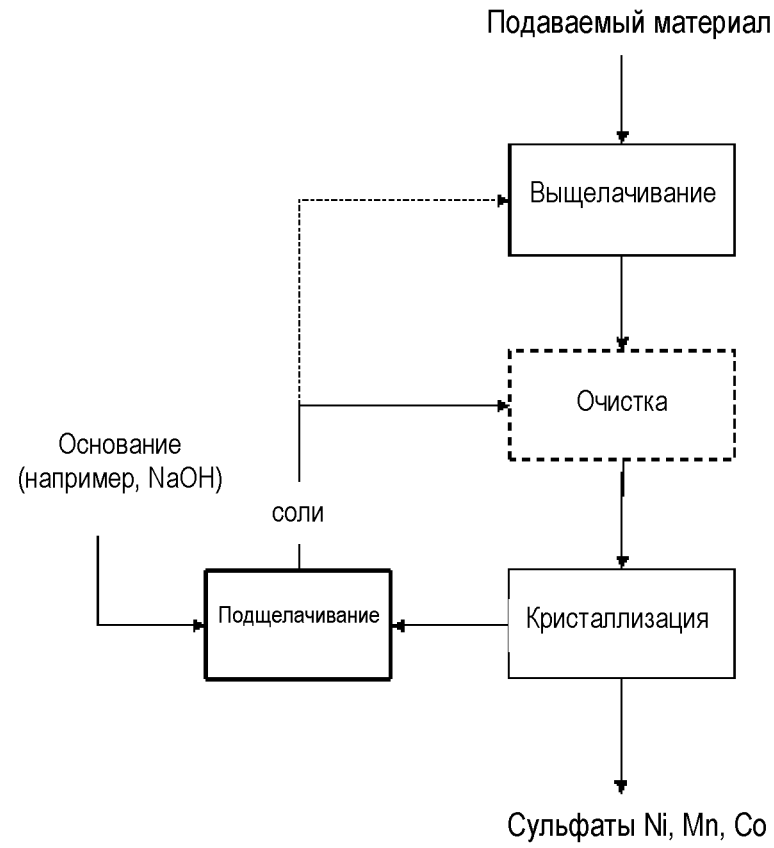 Подаваемый материал
Выщелачивание
Очистка
Основание
(например, NaOH)
соли
Подщелачивание
Кристаллизация
Сульфаты Ni, Mn, Co